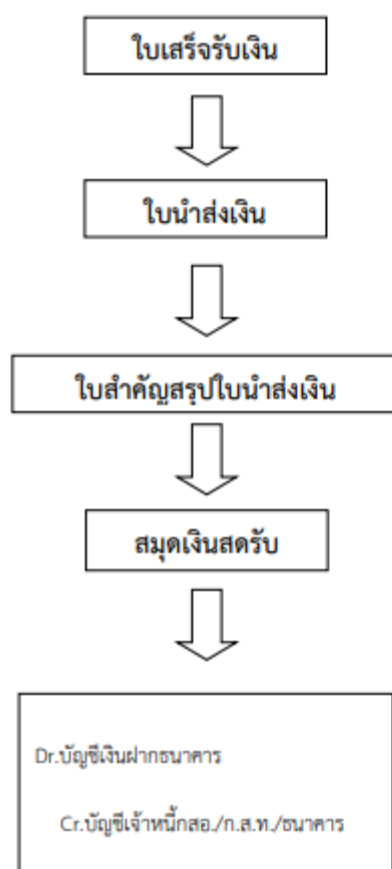 ใบเสร็จรับเงิน
ใบนำส่งเงิน
ใบสำคัญสรุปใบนำส่งเงิน
สมุดเงินสดรับ
Dr.บัญชีเงินฝากธนาคาร
Cr.บัญชีเจ้าหนี้กสอ./ก.ส.ท./ธนาคาร